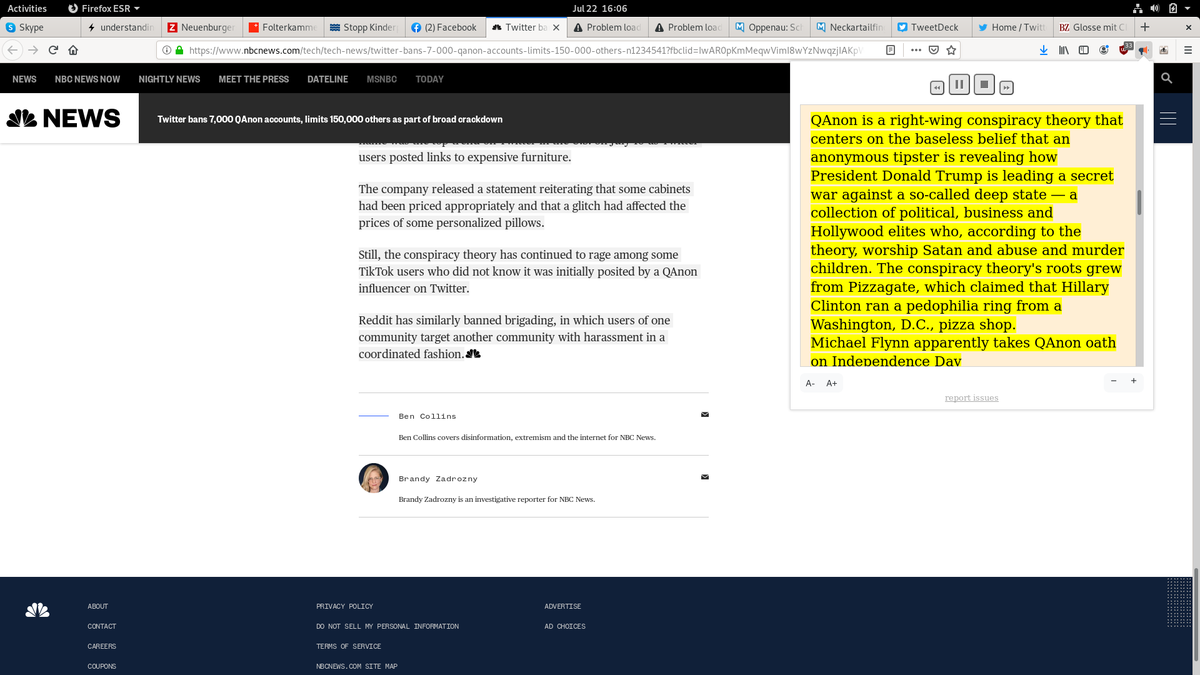 Activities
Firefox ESR
Jul 22 16:06
Skype
understandin
Neuenburger
Folterkamme
Stopp Kinder
(2) Facebook
Twitter ba
Problem load
Problem load
Oppenau: Sc
Neckartailfin
TweetDeck
Home / Twitt
BZ Glosse mit C
https://www.nbcnews.com/tech/tech-news/twitter-bans-7-000-qanon-accounts-limits-150-000-others-n1234541?fbclid=
33
NEWS
NBC NEWS NOW
NIGHTLY NEWS
MEET THE PRESS
DATELINE
MSNBC
TODAY
NEWS
Twitter bans 7,000 QAnon accounts, limits 150,000 others as part of broad crackdown
users posted links to expensive furniture.
The company released a statement reiterating that some cabinets
had been priced appropriately and that a glitch had affected the
prices of some personalized pillows.
Still, the conspiracy theory has continued to rage among some
TikTok users who did not know it was initially posited by a QAnon
influencer on Twitter.
Reddit has similarly banned brigading, in which users of one
community target another community with harassment in a
coordinated fashion.
Ben Collins
Ben Collins covers disinformation, extremism and the internet for NBC News.
Brandy Zadrozny
Brandy Zadrozny is an investigative reporter for NBC News.
QAnon is a right-wing conspiracy theory that
centers on the baseless belief that an
anonymous tipster is revealing how
President Donald Trump is leading a secret
war against a so-called deep state — a
collection of political, business and
Hollywood elites who, according to the
theory, worship Satan and abuse and murder
children. The conspiracy theory's roots grew
from Pizzagate, which claimed that Hillary
Clinton ran a pedophilia ring from a
Washington, D.C., pizza shop.
Michael Flynn apparently takes QAnon oath
on Independence Day
A- A+
- +
report issues
ABOUT
CONTACT
CAREERS
COUPONS
PRIVACY POLICY
DO NOT SELL MY PERSONAL INFORMATION
TERMS OF SERVICE
NBCNEWS.COM SITE MAP
ADVERTISE
AD CHOICES